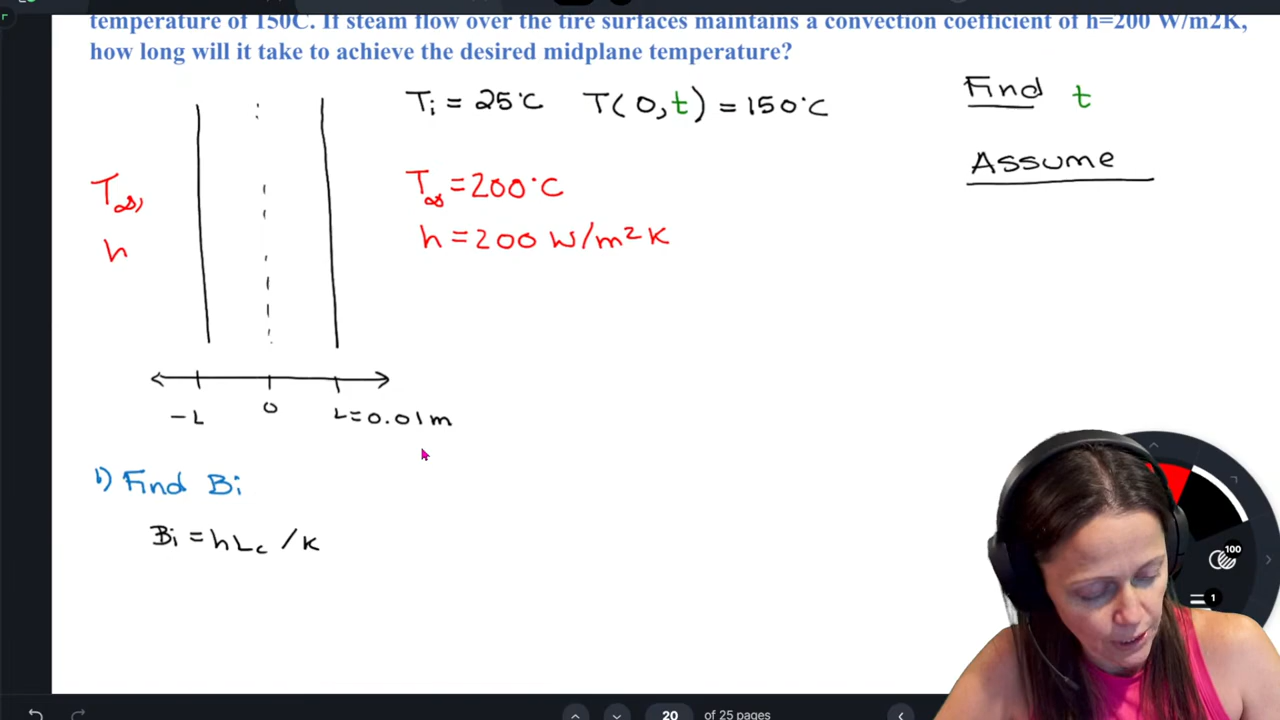 temperature of 150C. If steam flow over the tire surfaces maintains a convection coefficient of h=200 W/m2K,
how long will it take to achieve the desired midplane temperature?
Ti = 25°C T(0,t) = 150°C
Find t
Assume
T∞,
h
T∞ = 200°C
h = 200 W/m2K
-L 0 L=0.01m
1) Find Bi
Bi = hLc/k
100
1
20 of 25 pages